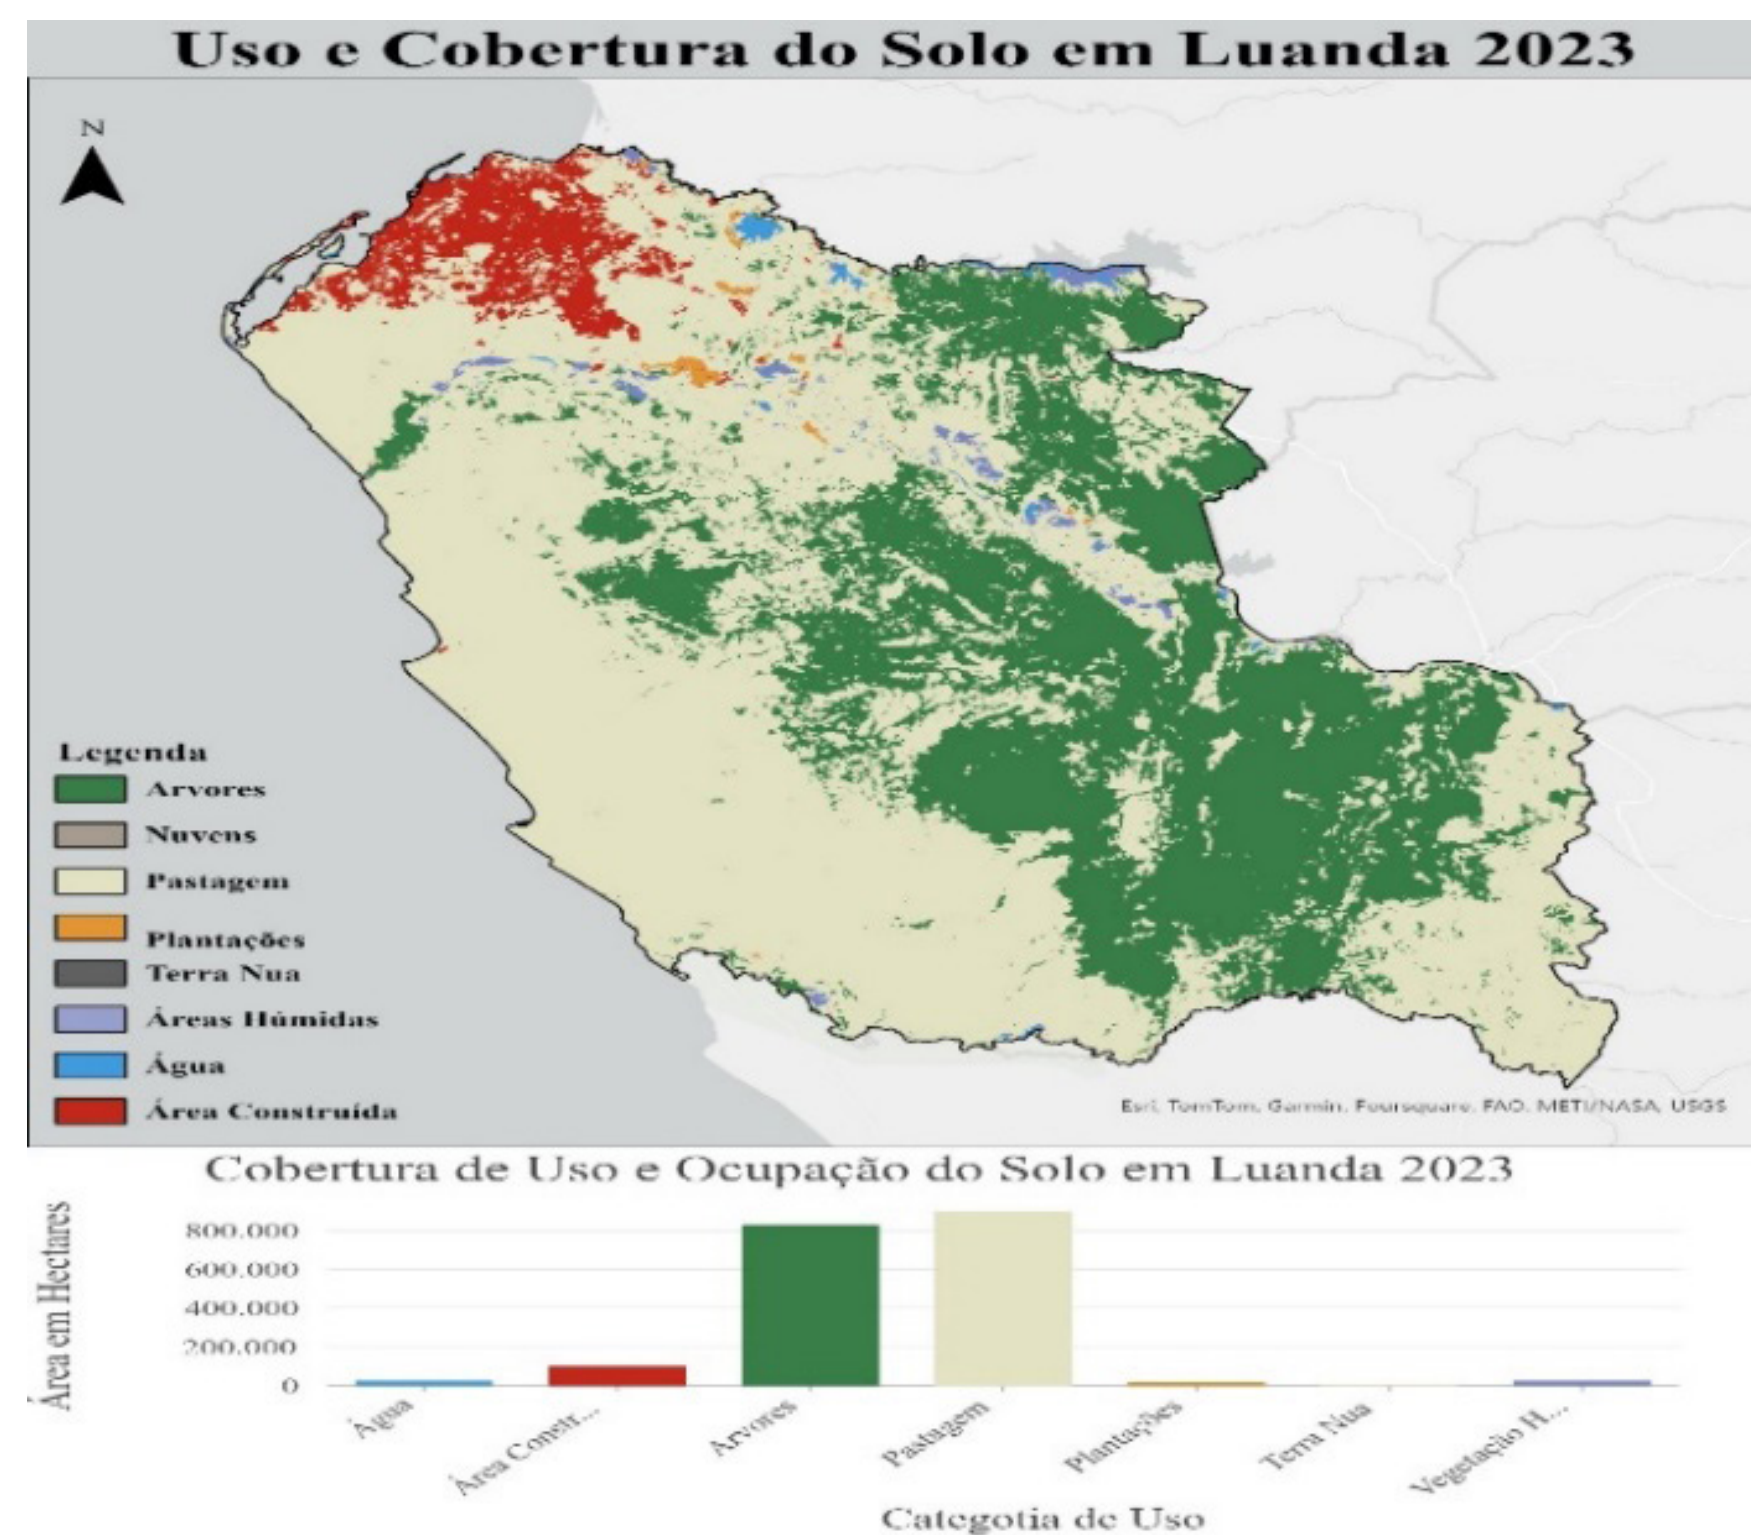 Uso e Cobertura do Solo em Luanda 2023
N
Legenda
Arvores
Nuvens
Pastagem
Plantações
Terra Nua
Áreas Húmidas
Água
Área Construída
Esri, TomTom, Garmin, Foursquare, FAO, METI/NASA, USGS
Cobertura de Uso e Ocupação do Solo em Luanda 2023
Área em Hectares
800.000
600.000
400.000
200.000
0
Água
Área Constr...
Arvores
Pastagem
Plantações
Terra Nua
Vegetação H...
Categotia de Uso